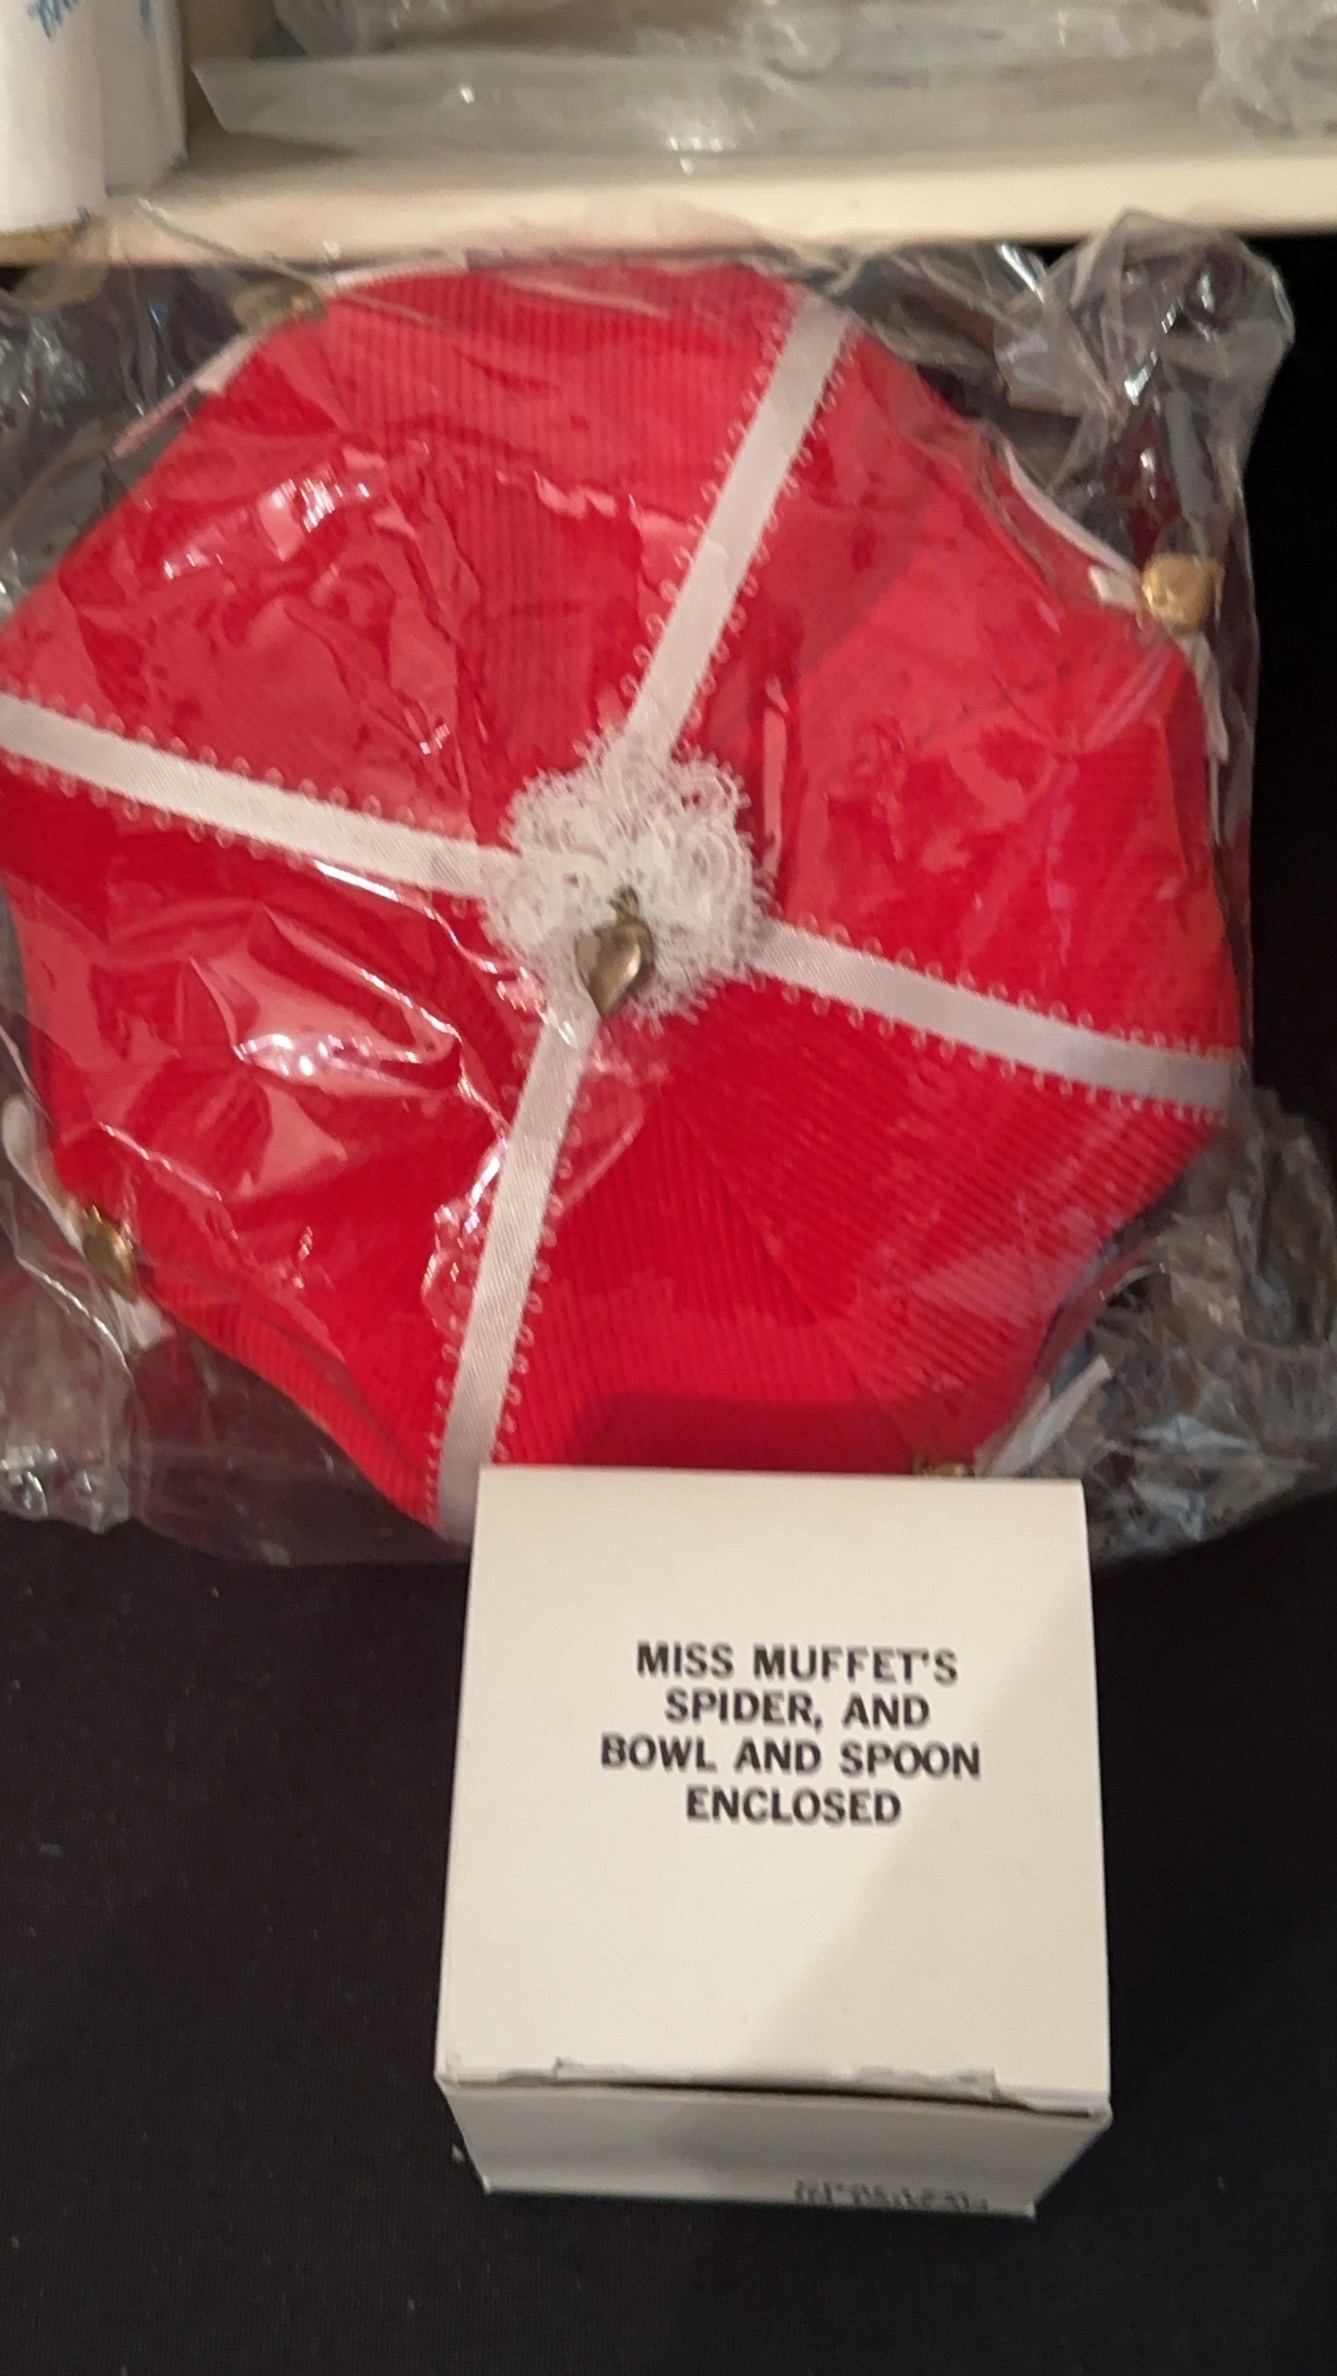 MISS MUFFET'S
SPIDER, AND
BOWL AND SPOON
ENCLOSED